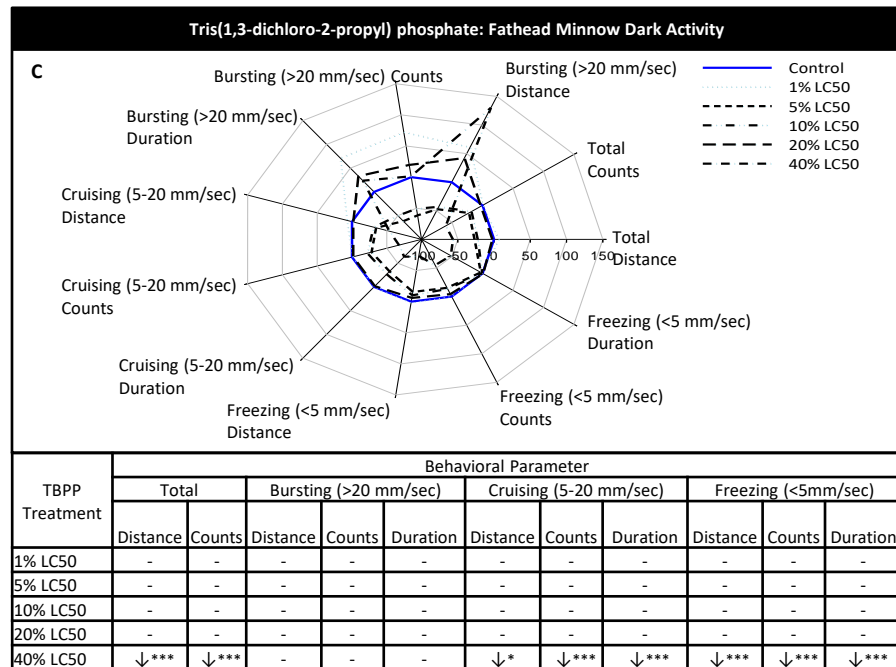 Tris(1,3-dichloro-2-propyl) phosphate: Fathead Minnow Dark Activity
C
Bursting (>20 mm/sec) Counts
Bursting (>20 mm/sec)
Distance
Total
Counts
Total
Distance
Freezing (<5 mm/sec)
Duration
Freezing (<5 mm/sec)
Counts
Freezing (<5 mm/sec)
Distance
Cruising (5-20 mm/sec)
Duration
Cruising (5-20 mm/sec)
Counts
Cruising (5-20 mm/sec)
Distance
Bursting (>20 mm/sec)
Duration
-100 -50 0 50 100 150
Control
1% LC50
5% LC50
10% LC50
20% LC50
40% LC50
TBPP
Treatment
Behavioral Parameter
Total Bursting (>20 mm/sec) Cruising (5-20 mm/sec) Freezing (<5mm/sec)
Distance Counts Distance Counts Duration Distance Counts Duration Distance Counts Duration
1% LC50 - - - - - - - - - - -
5% LC50 - - - - - - - - - - -
10% LC50 - - - - - - - - - - -
20% LC50 - - - - - - - - - - -
40% LC50 ↓*** ↓*** - - - ↓* ↓*** ↓*** ↓*** ↓*** ↓***